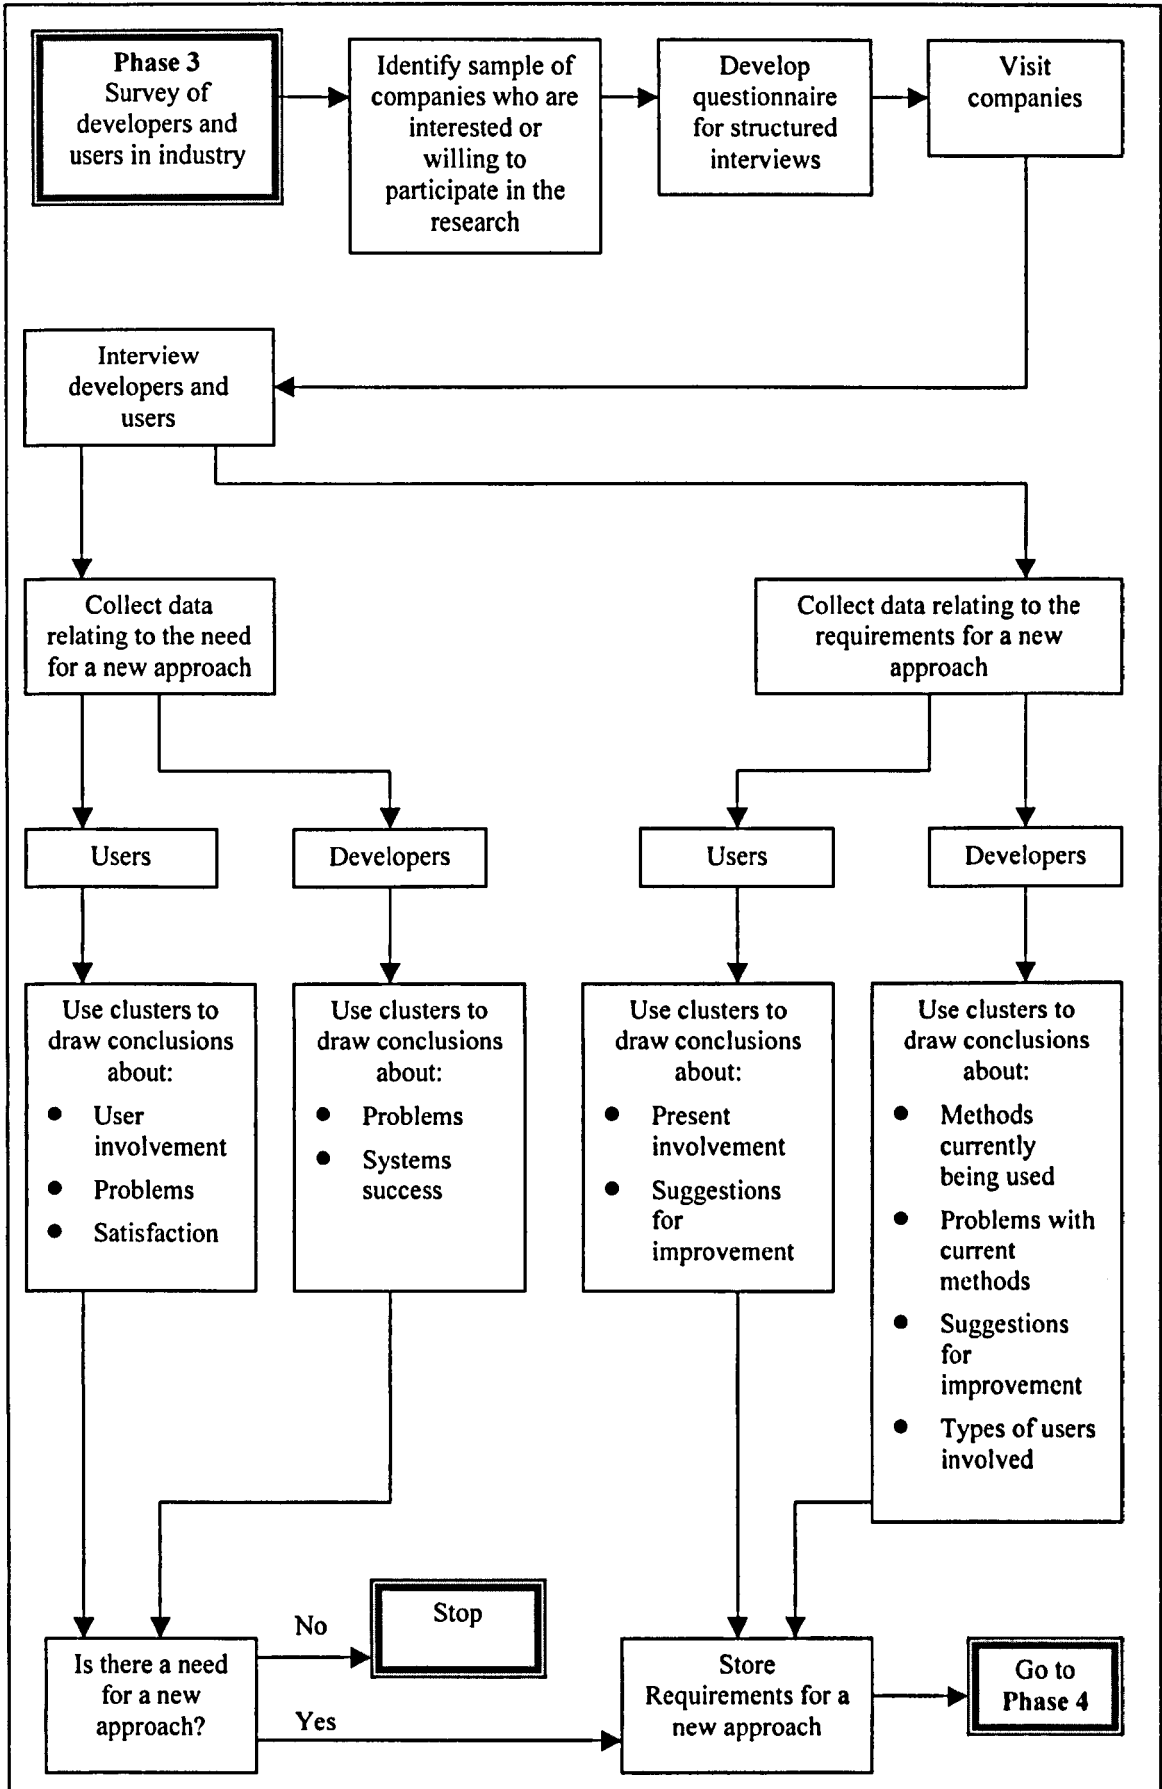 Phase 3
Survey of
developers and
users in industry
Identify sample of
companies who are
interested or
willing to
participate in the
research
Develop
questionnaire
for structured
interviews
Visit
companies
Interview
developers and
users
Collect data
relating to the need
for a new approach
Collect data relating to the
requirements for a new
approach
Users
Developers
Users
Developers
Use clusters to
draw conclusions
about:
● User
involvement
● Problems
● Satisfaction
Use clusters to
draw conclusions
about:
● Problems
● Systems
success
Use clusters to
draw conclusions
about:
● Present
involvement
● Suggestions
for
improvement
Use clusters to
draw conclusions
about:
● Methods
currently
being used
● Problems with
current
methods
● Suggestions
for
improvement
● Types of users
involved
Is there a need
for a new
approach?
No
Stop
Yes
Store
Requirements for a
new approach
Go to
Phase 4